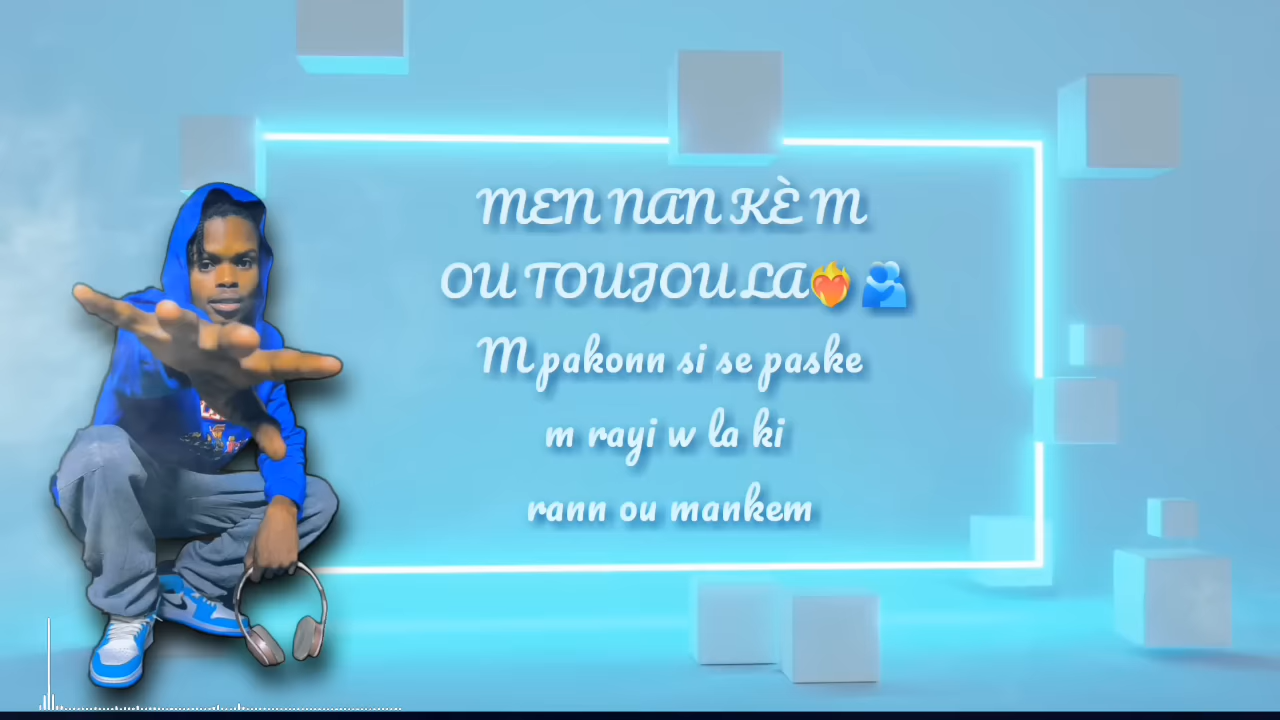 MEN NAN KÈ M
OU TOUJOU LA❤️‍🔥 🫂
M pakonn si se paske
m rayi w la ki
rann ou mankem